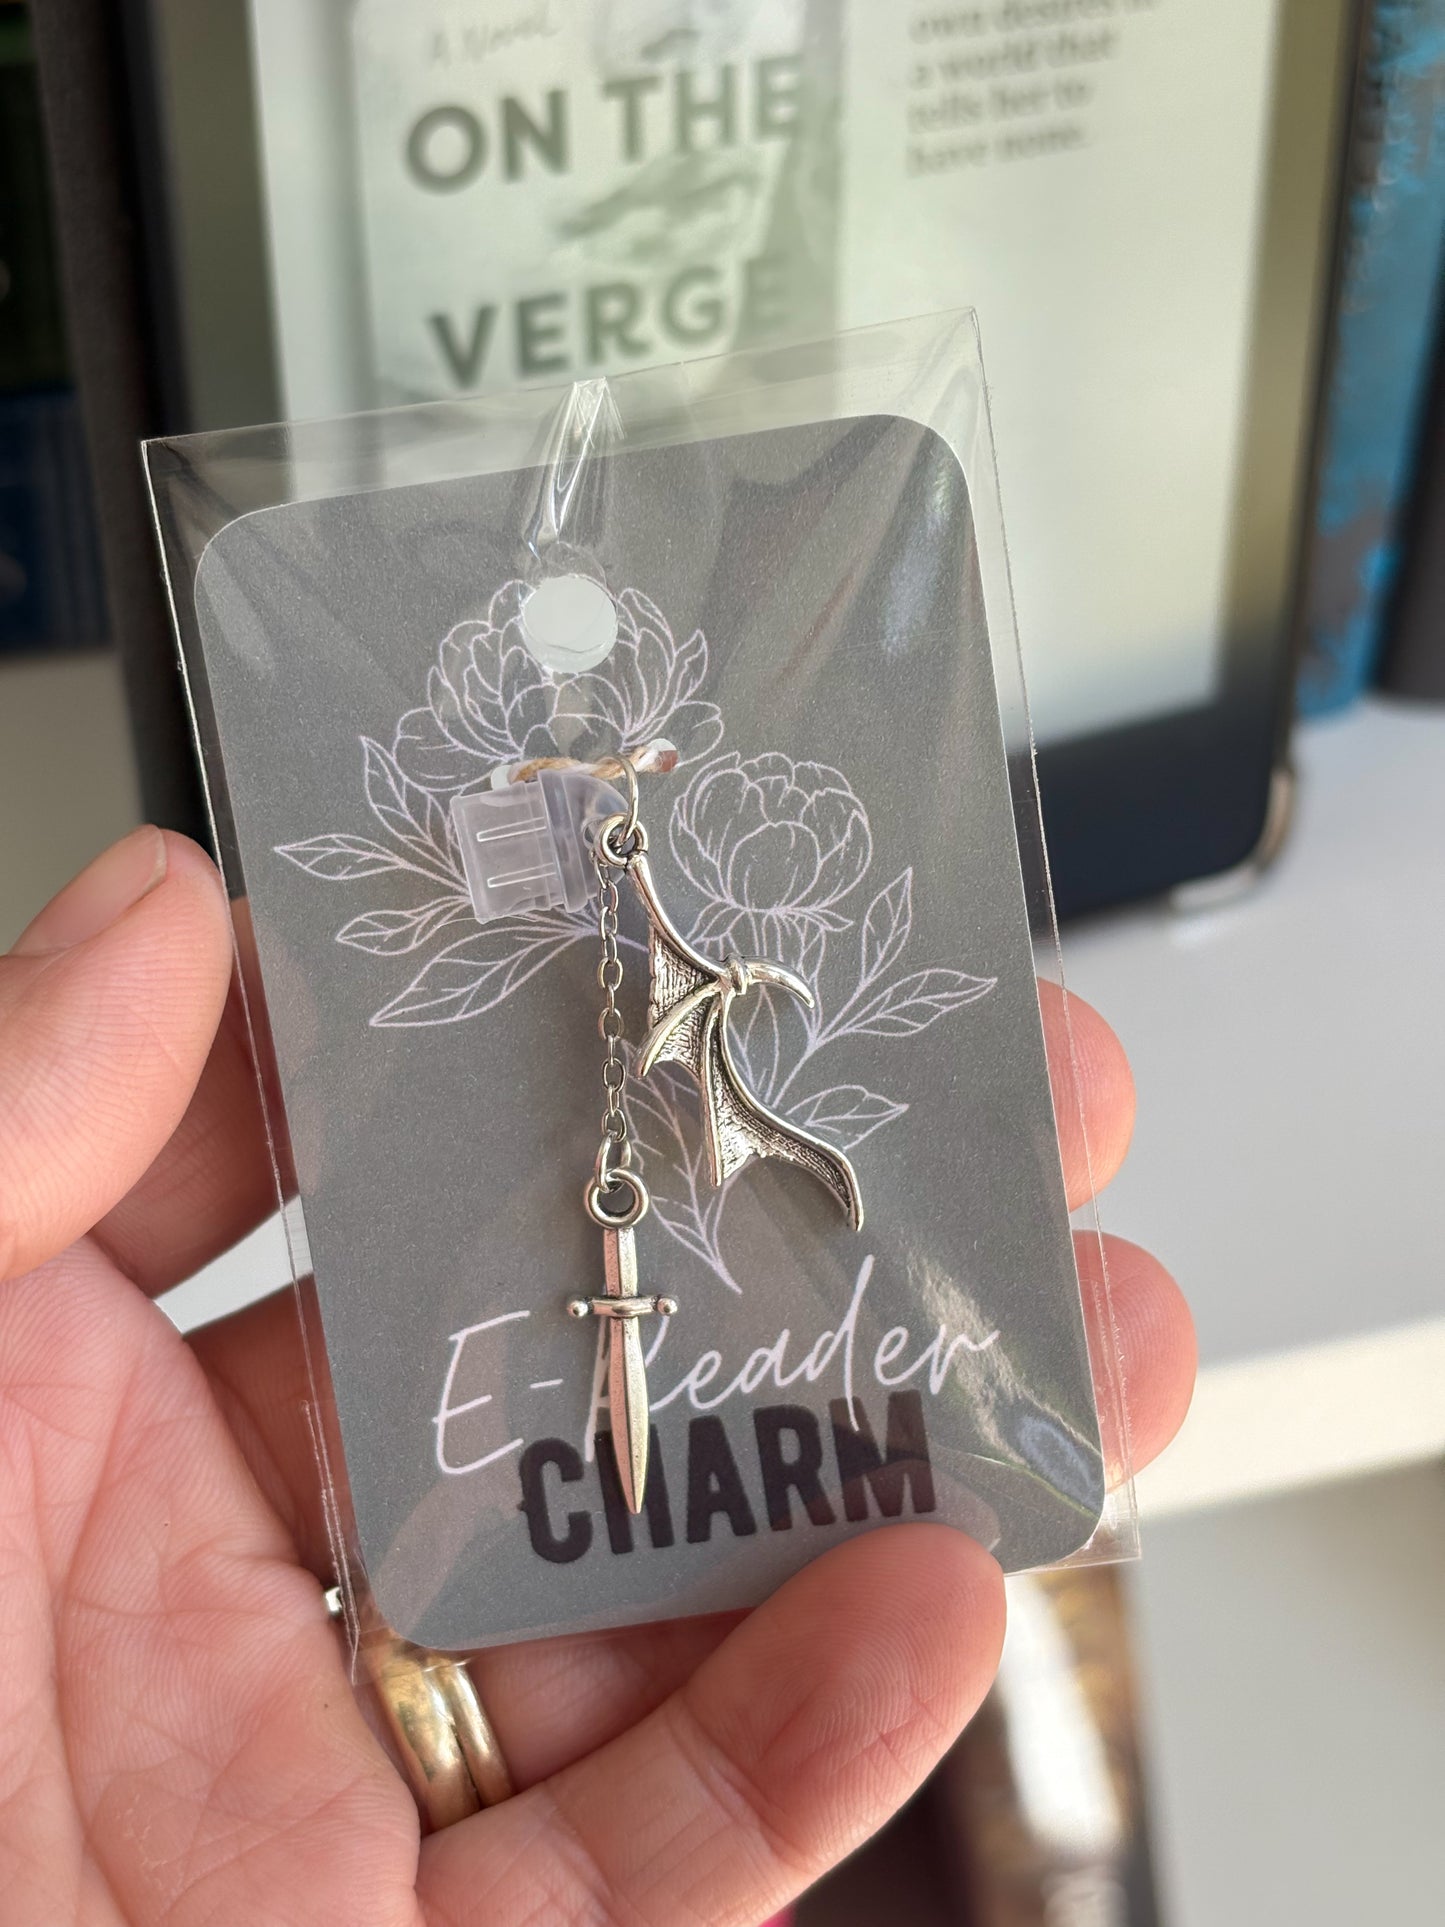 A Novel
ON THE
VERGE
own desires in
a world that
tells her to
have none.
E-Reader
CHARM